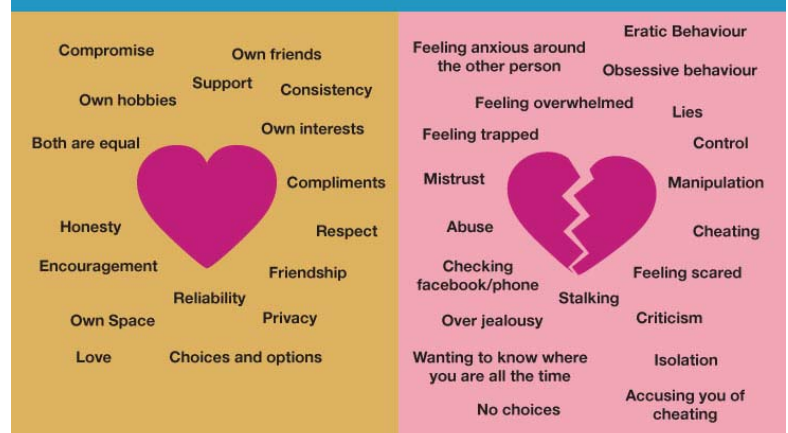 Compromise
Own friends
Support
Consistency
Own hobbies
Own interests
Both are equal
Compliments
Honesty
Respect
Encouragement
Friendship
Reliability
Own Space
Privacy
Love
Choices and options
Eratic Behaviour
Feeling anxious around
the other person
Obsessive behaviour
Feeling overwhelmed
Lies
Feeling trapped
Control
Mistrust
Manipulation
Abuse
Cheating
Checking
facebook/phone
Feeling scared
Stalking
Over jealousy
Criticism
Wanting to know where
you are all the time
Isolation
No choices
Accusing you of
cheating